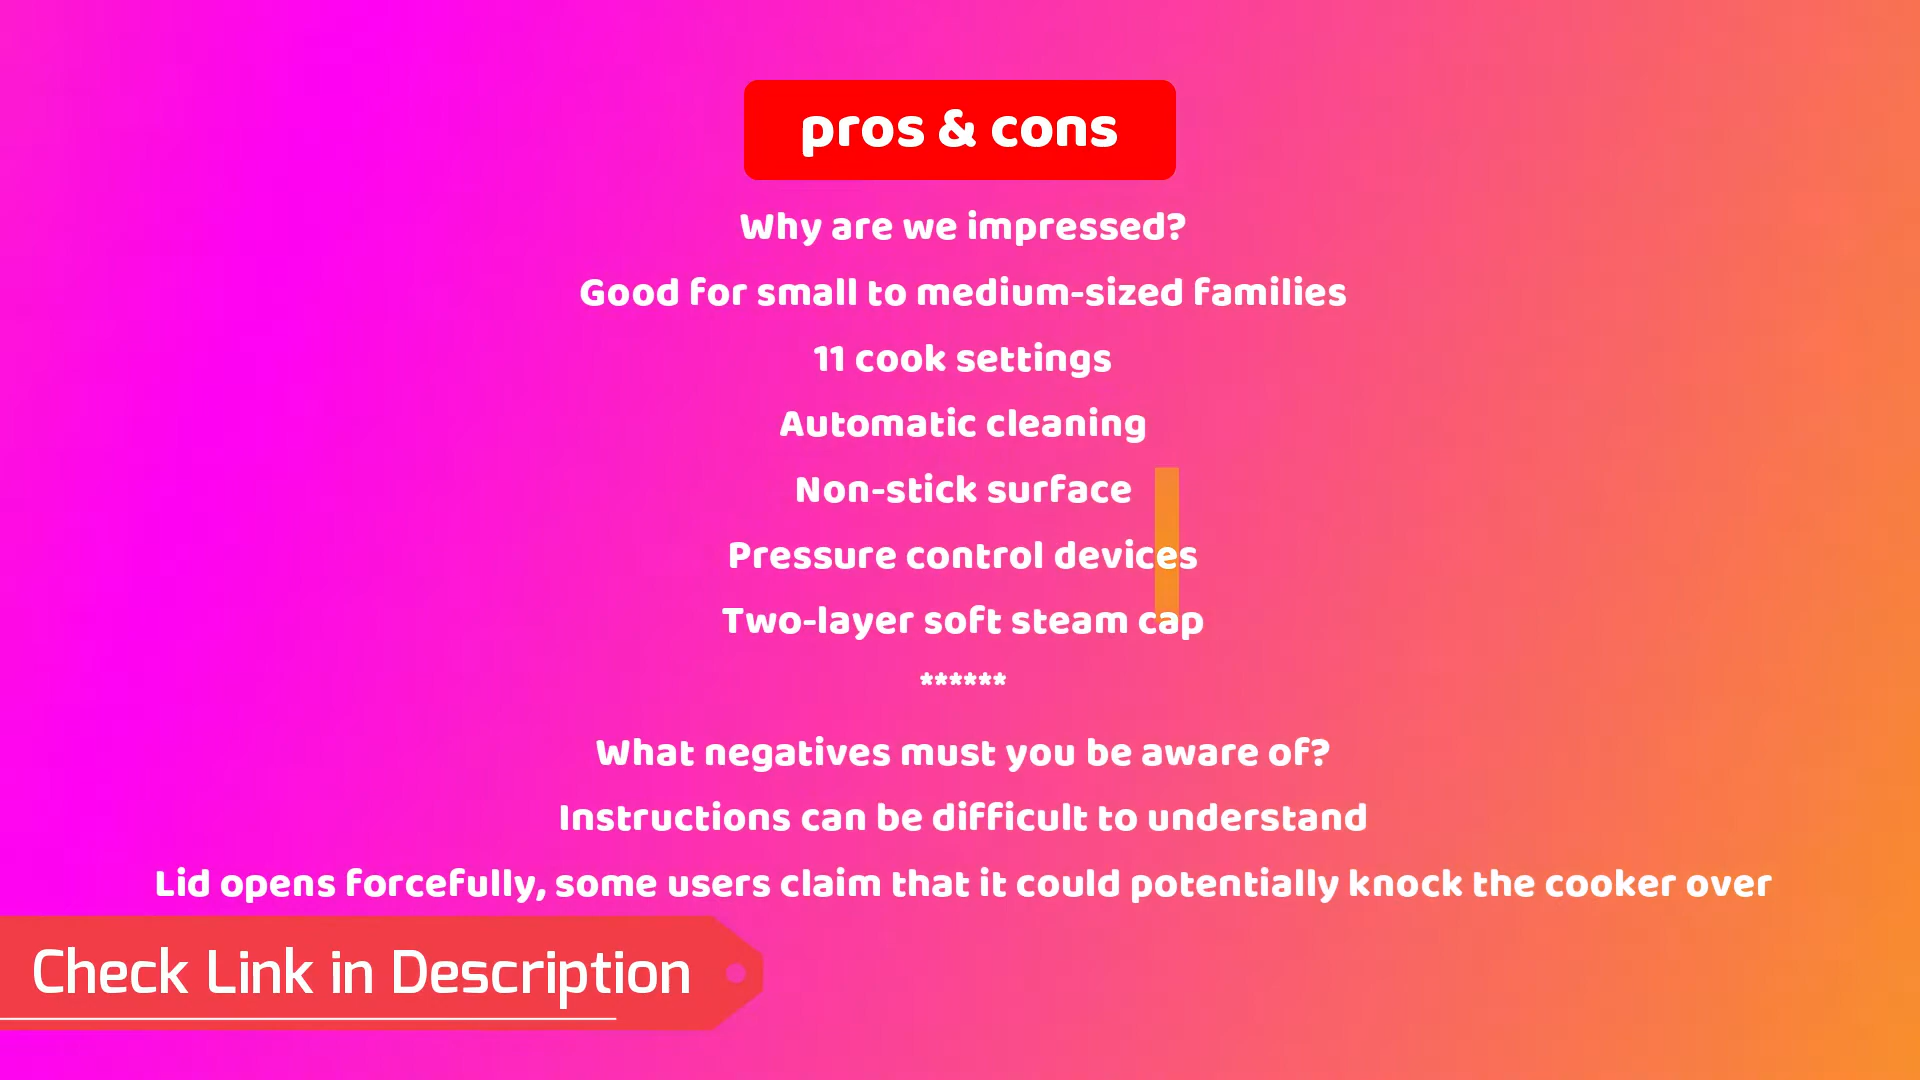 pros & cons
Why are we impressed?
Good for small to medium-sized families
11 cook settings
Automatic cleaning
Non-stick surface
Pressure control devices
Two-layer soft steam cap
******
What negatives must you be aware of?
Instructions can be difficult to understand
Lid opens forcefully, some users claim that it could potentially knock the cooker over
Check Link in Description